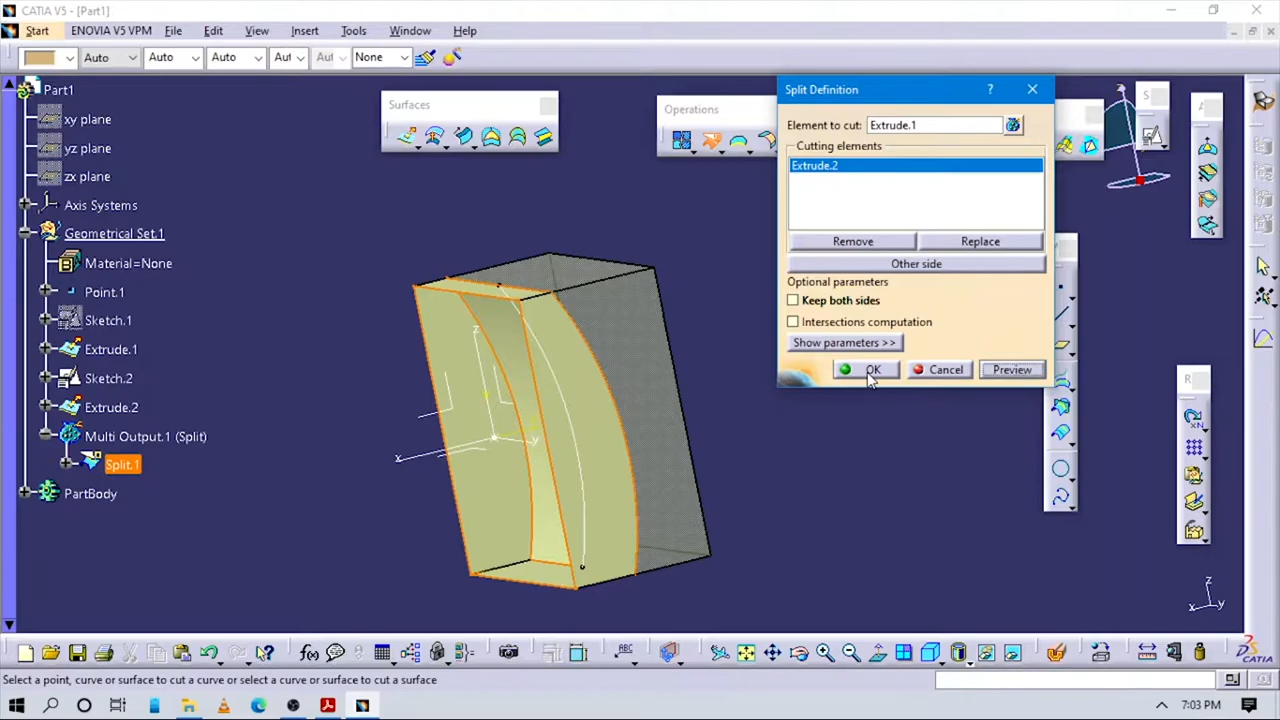 CATIA V5 - [Part1]
Start ENOVIA V5 VPM File Edit View Insert Tools Window Help
Auto Auto Auto Aut Aut None
Part1
xy plane
yz plane
zx plane
Axis Systems
Geometrical Set.1
Material=None
Point.1
Sketch.1
Extrude.1
Sketch.2
Extrude.2
Multi Output.1 (Split)
Split.1
PartBody
Surfaces
Operations
Split Definition ?
Element to cut: Extrude.1
Cutting elements
Extrude.2
Remove Replace
Other side
Optional parameters
Keep both sides
Intersections computation
Show parameters >>
OK Cancel Preview
S
A
R
z
x
y
z
x y
f(x)
ABC
CATIA
Select a point, curve or surface to cut a curve or select a curve or surface to cut a surface
7:03 PM